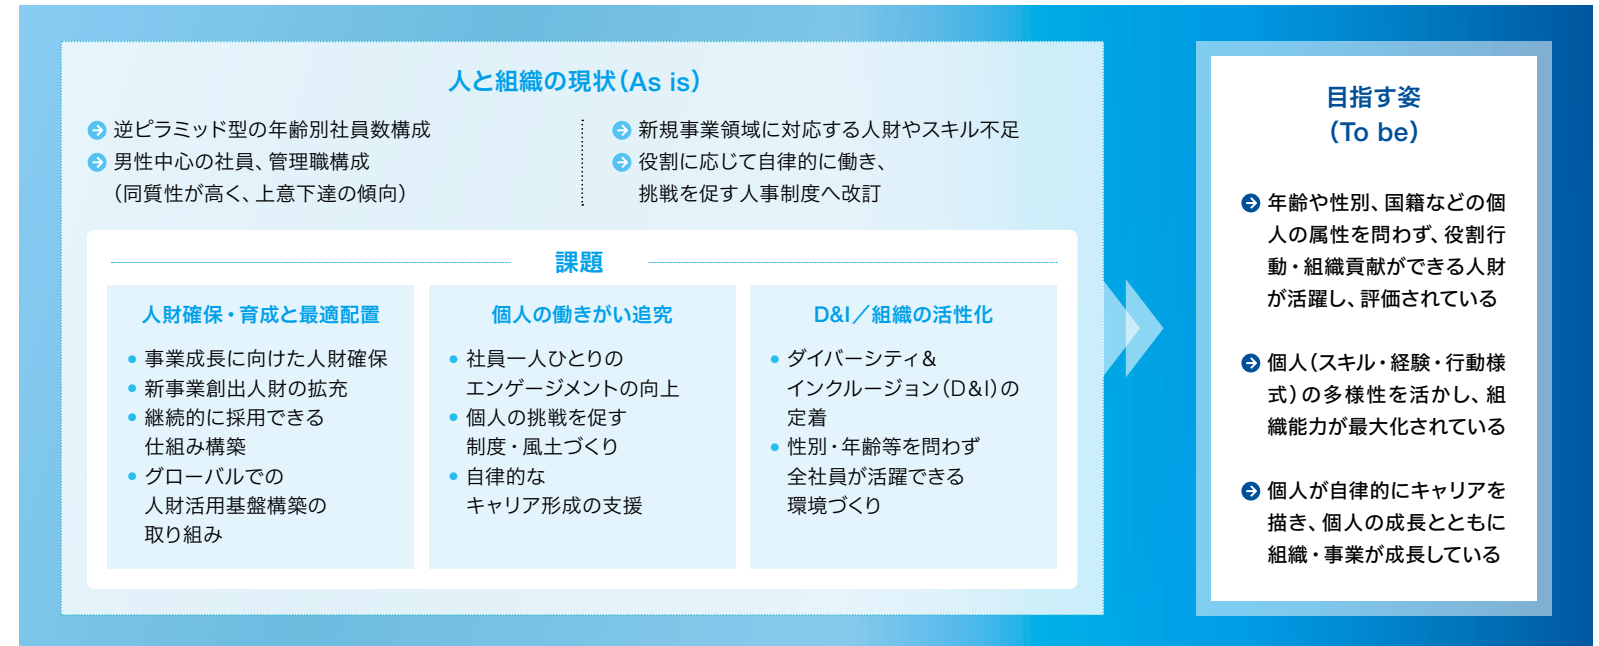 人と組織の現状（As is）
逆ピラミッド型の年齢別社員数構成
男性中心の社員、管理職構成
（同質性が高く、上意下達の傾向）
新規事業領域に対応する人財やスキル不足
役割に応じて自律的に働き、
挑戦を促す人事制度へ改訂
課題
人財確保・育成と最適配置
• 事業成長に向けた人財確保
• 新事業創出人財の拡充
• 継続的に採用できる
仕組み構築
• グローバルでの
人財活用基盤構築の
取り組み
個人の働きがい追究
• 社員一人ひとりの
エンゲージメントの向上
• 個人の挑戦を促す
制度・風土づくり
• 自律的な
キャリア形成の支援
D&I／組織の活性化
• ダイバーシティ＆
インクルージョン（D&I）の
定着
• 性別・年齢等を問わず
全社員が活躍できる
環境づくり
目指す姿
（To be）
年齢や性別、国籍などの個
人の属性を問わず、役割行
動・組織貢献ができる人財
が活躍し、評価されている
個人（スキル・経験・行動様
式）の多様性を活かし、組
織能力が最大化されている
個人が自律的にキャリアを
描き、個人の成長とともに
組織・事業が成長している